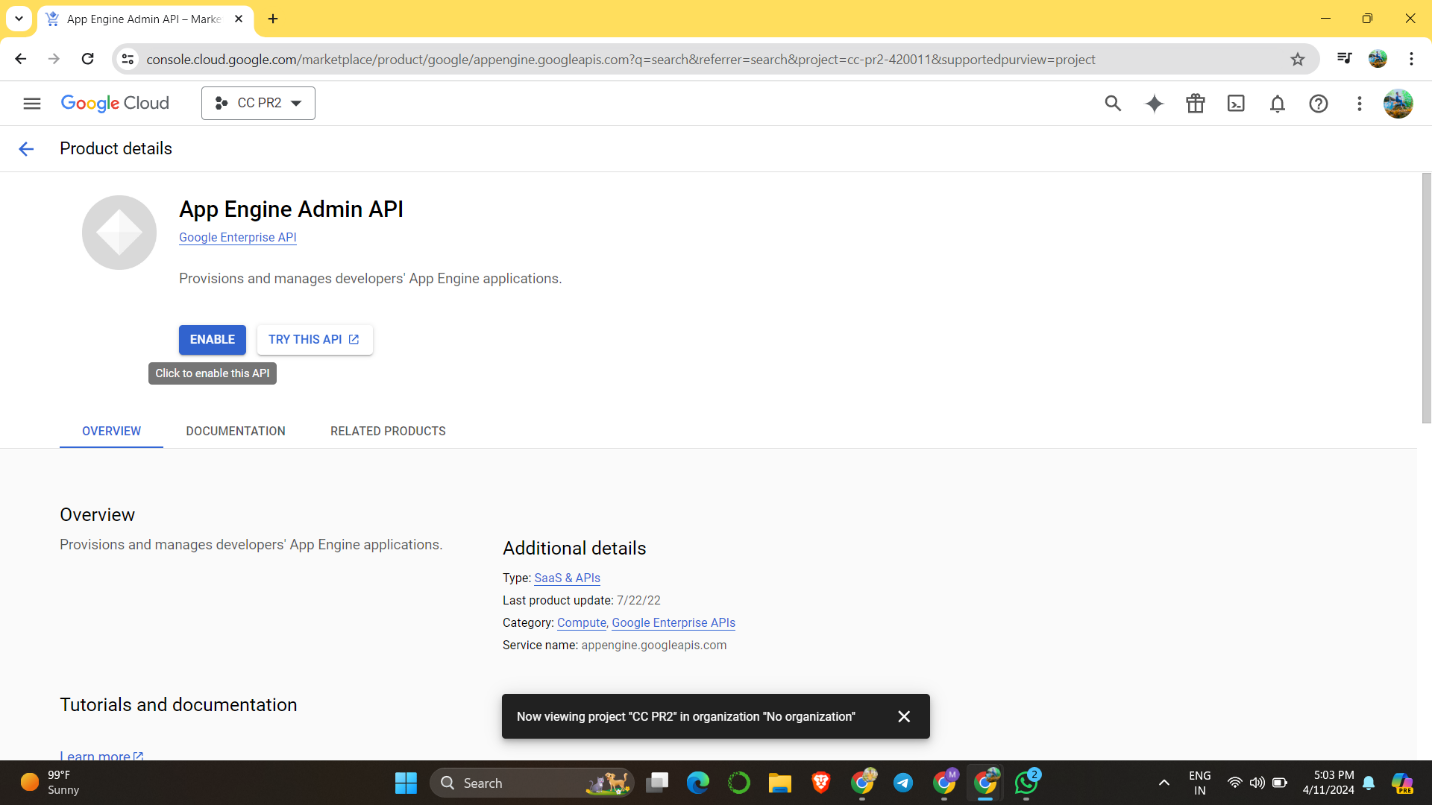 App Engine Admin API – Marke
console.cloud.google.com/marketplace/product/google/appengine.googleapis.com?q=search&referrer=search&project=cc-pr2-420011&supportedpurview=project
Google Cloud
CC PR2
Product details
App Engine Admin API
Google Enterprise API
Provisions and manages developers' App Engine applications.
ENABLE
TRY THIS API
Click to enable this API
OVERVIEW
DOCUMENTATION
RELATED PRODUCTS
Overview
Provisions and manages developers' App Engine applications.
Additional details
Type: SaaS & APIs
Last product update: 7/22/22
Category: Compute, Google Enterprise APIs
Service name: appengine.googleapis.com
Tutorials and documentation
Learn more
Now viewing project "CC PR2" in organization "No organization"
99°F
Sunny
Search
M
2
ENG
IN
5:03 PM
4/11/2024
PRE